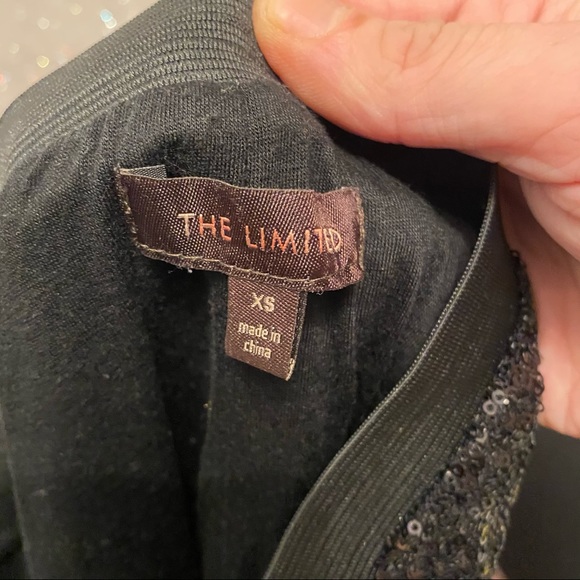 THE LIMITED
XS
made in
china